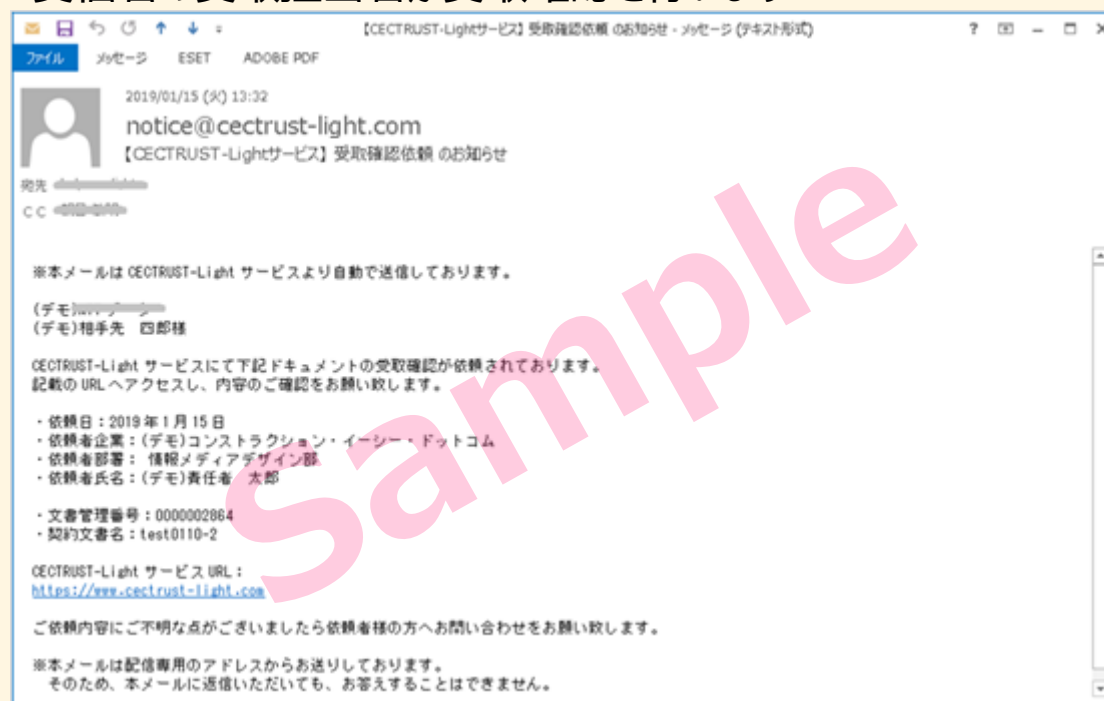 【CECTRUST-Lightサービス】受取確認依頼 のお知らせ - メッセージ (テキスト形式)
ファイル メッセージ ESET ADOBE PDF
2019/01/15 (火) 13:32
notice@cectrust-light.com
【CECTRUST-Lightサービス】受取確認依頼 のお知らせ
宛先
CC
※本メールは CECTRUST-Light サービスより自動で送信しております。
(デモ)
(デモ)相手先 四郎様
CECTRUST-Light サービスにて下記ドキュメントの受取確認が依頼されております。
記載の URL へアクセスし、内容のご確認をお願い致します。
・依頼日：2019 年 1 月 15 日
・依頼者企業：(デモ)コンストラクション・イーシー・ドットコム
・依頼者部署： 情報メディアデザイン部
・依頼者氏名：(デモ)責任者 太郎
・文書管理番号：0000002864
・契約文書名：test0110-2
CECTRUST-Light サービス URL：
https://www.cectrust-light.com
ご依頼内容にご不明な点がございましたら依頼者様の方へお問い合わせをお願い致します。
※本メールは配信専用のアドレスからお送りしております。
そのため、本メールに返信いただいても、お答えすることはできません。
Sample